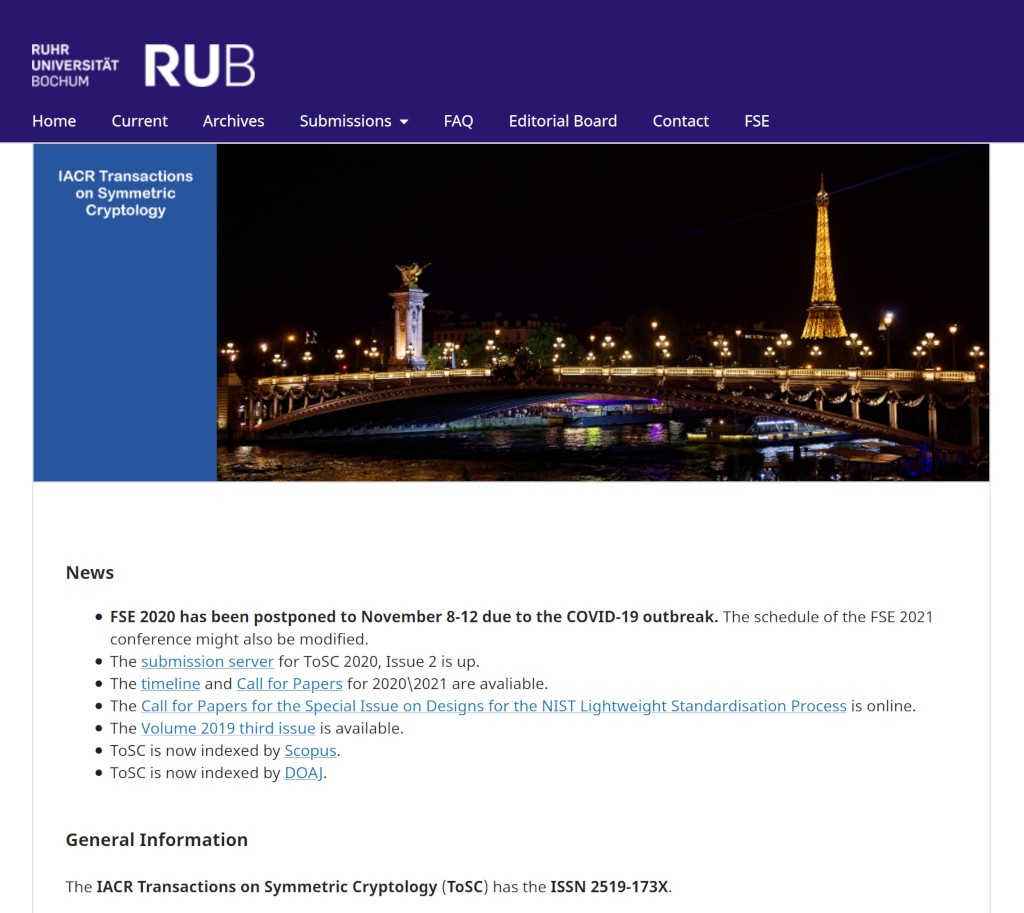 RUHR
UNIVERSITÄT
BOCHUM
RUB
Home Current Archives Submissions FAQ Editorial Board Contact FSE
IACR Transactions
on Symmetric
Cryptology
News
FSE 2020 has been postponed to November 8-12 due to the COVID-19 outbreak. The schedule of the FSE 2021
conference might also be modified.
The submission server for ToSC 2020, Issue 2 is up.
The timeline and Call for Papers for 2020\2021 are avaliable.
The Call for Papers for the Special Issue on Designs for the NIST Lightweight Standardisation Process is online.
The Volume 2019 third issue is available.
ToSC is now indexed by Scopus.
ToSC is now indexed by DOAJ.
General Information
The IACR Transactions on Symmetric Cryptology (ToSC) has the ISSN 2519-173X.